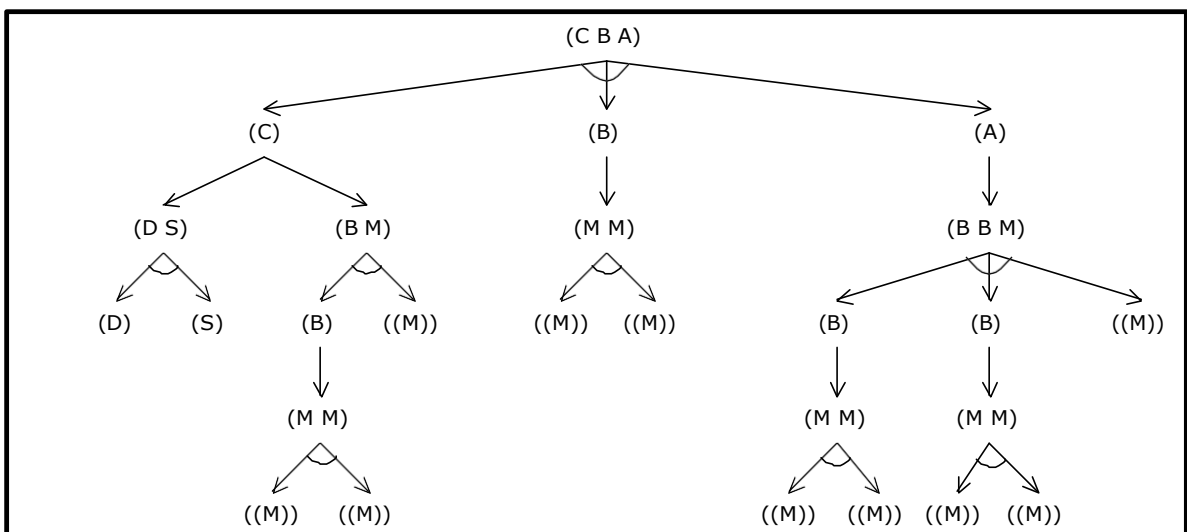 (C B A)
(C) (B) (A)
(D S) (B M) (M M) (B B M)
(D) (S) (B) ((M)) ((M)) ((M)) (B) (B) ((M))
(M M) (M M) (M M)
((M)) ((M)) ((M)) ((M)) ((M)) ((M))